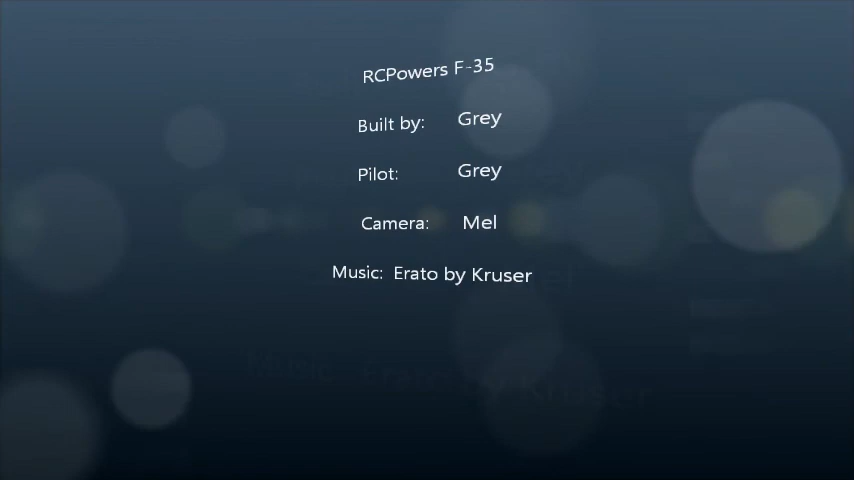 RCPowers F-35
Built by: Grey
Pilot: Grey
Camera: Mel
Music: Erato by Kruser